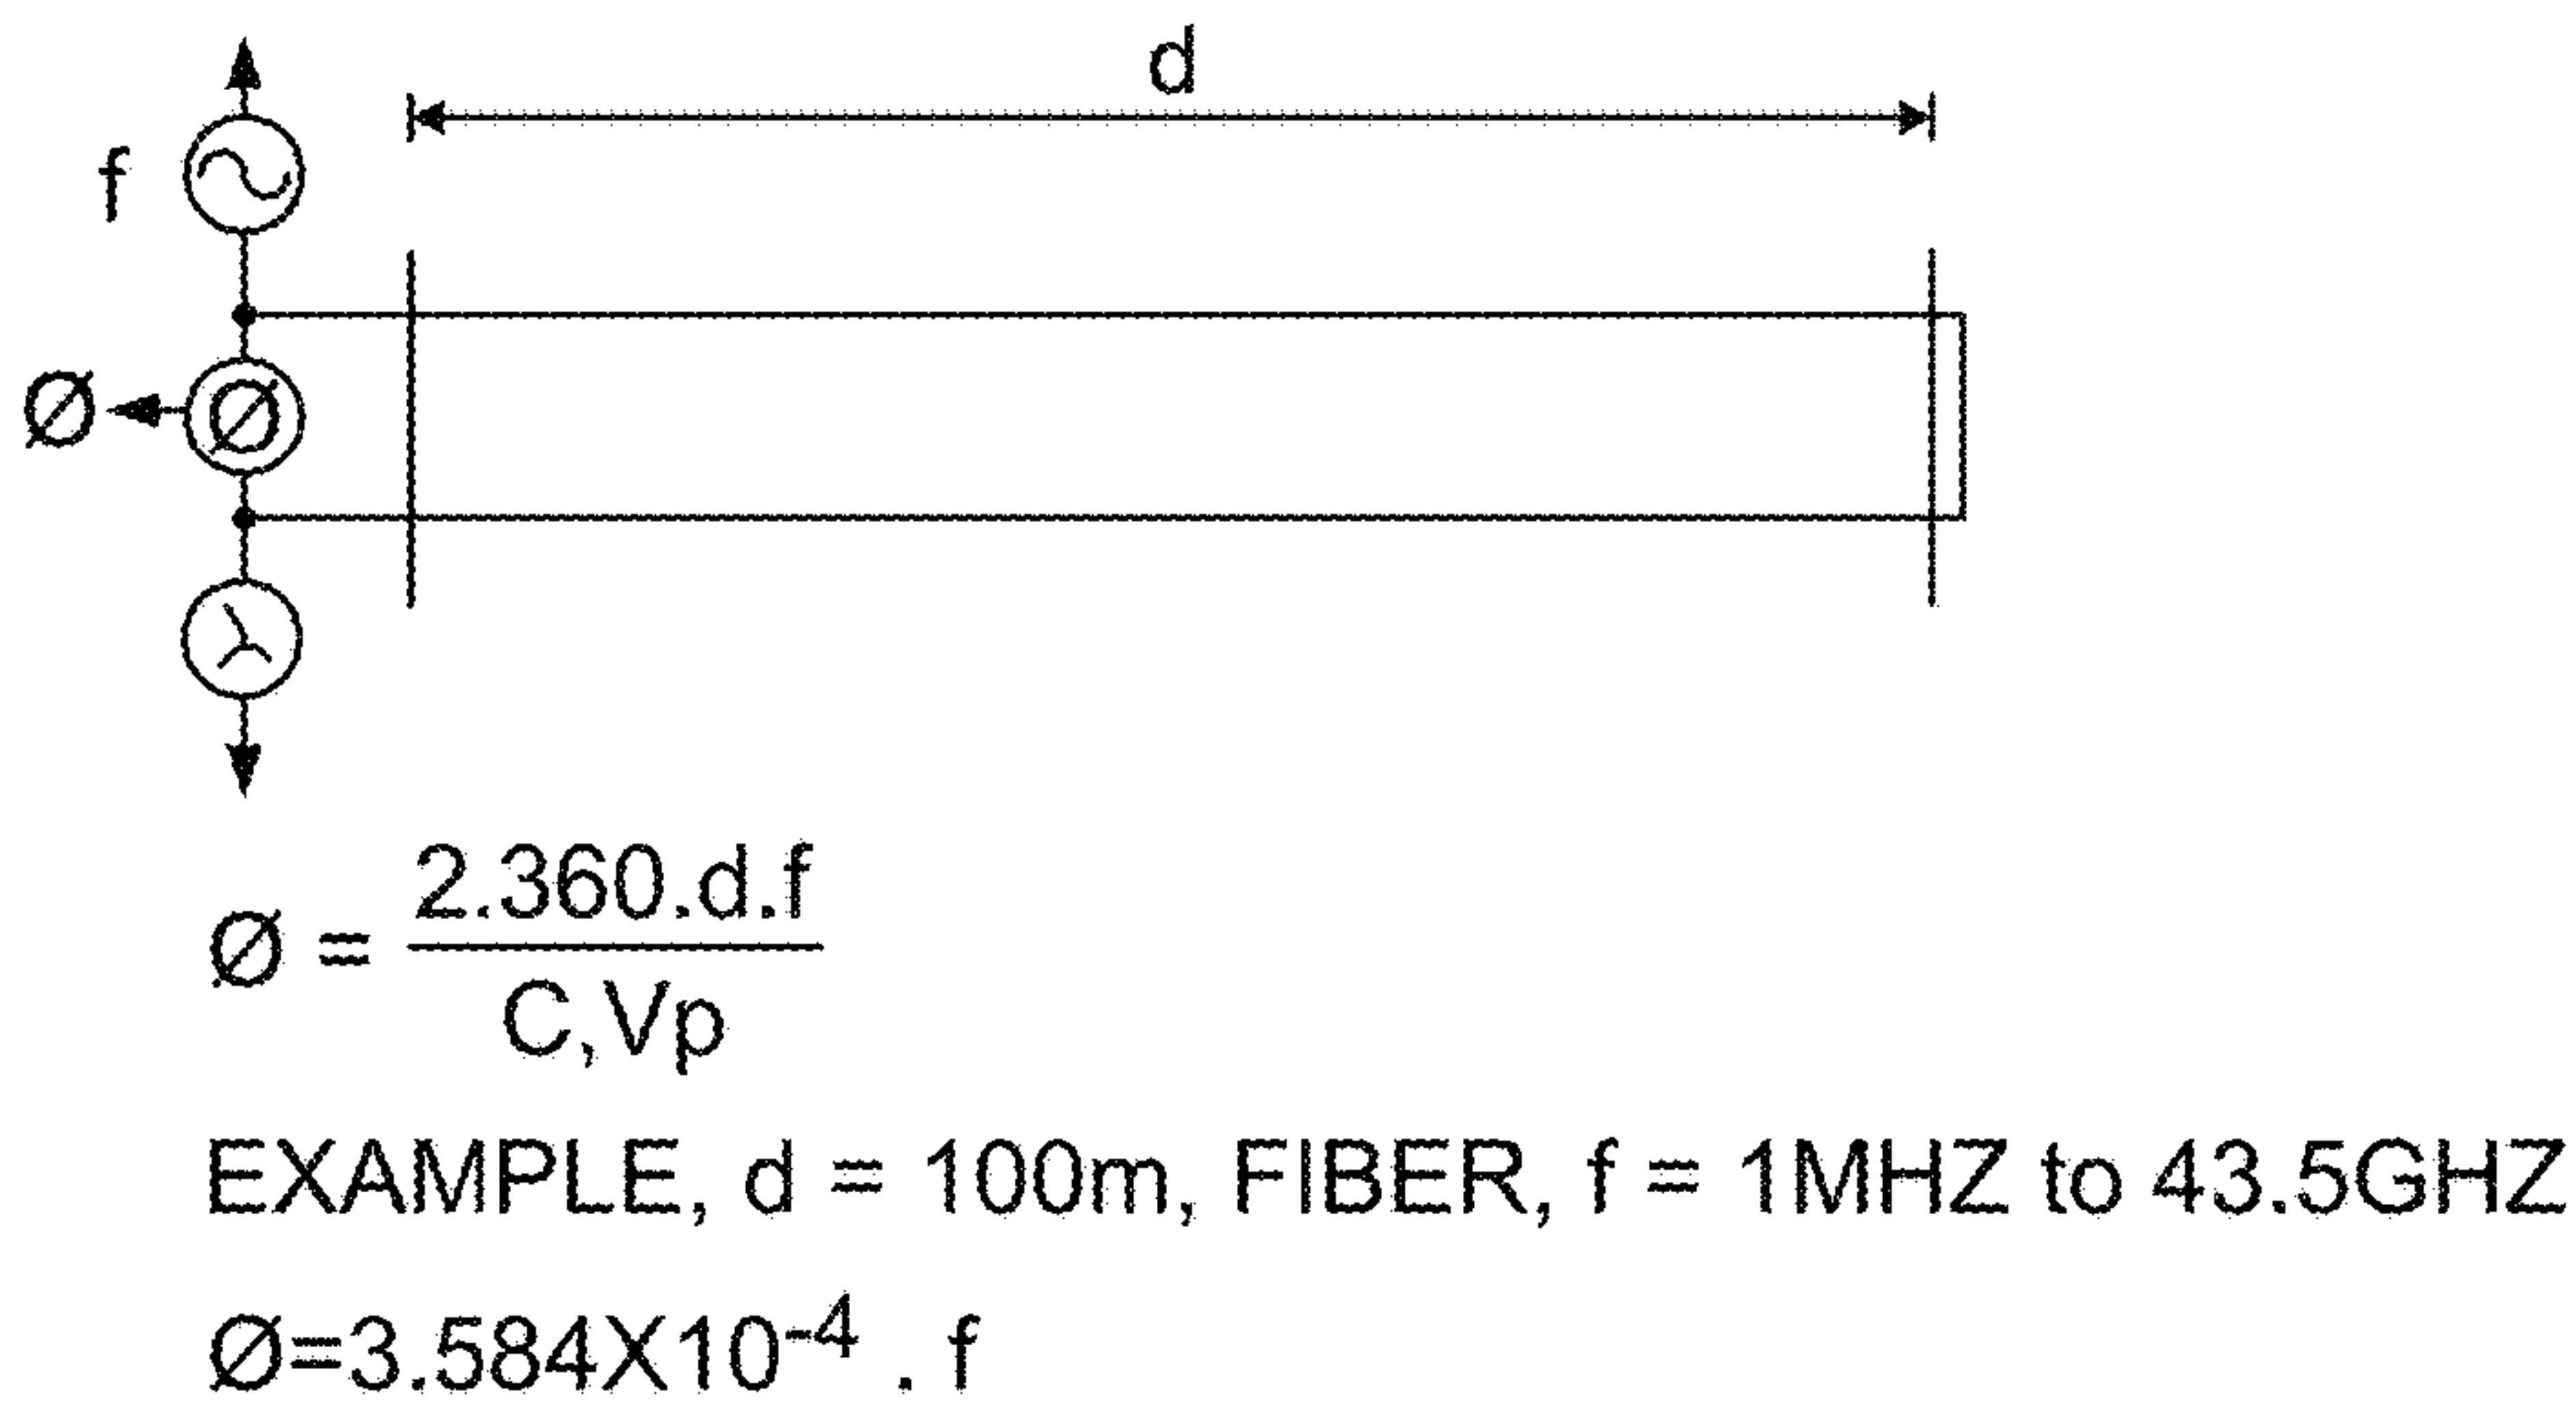 d
f
Ø
Ø
Ø = 2.360.d.f
C,Vp
EXAMPLE, d = 100m, FIBER, f = 1MHZ to 43.5GHZ
Ø=3.584X10⁻⁴ . f